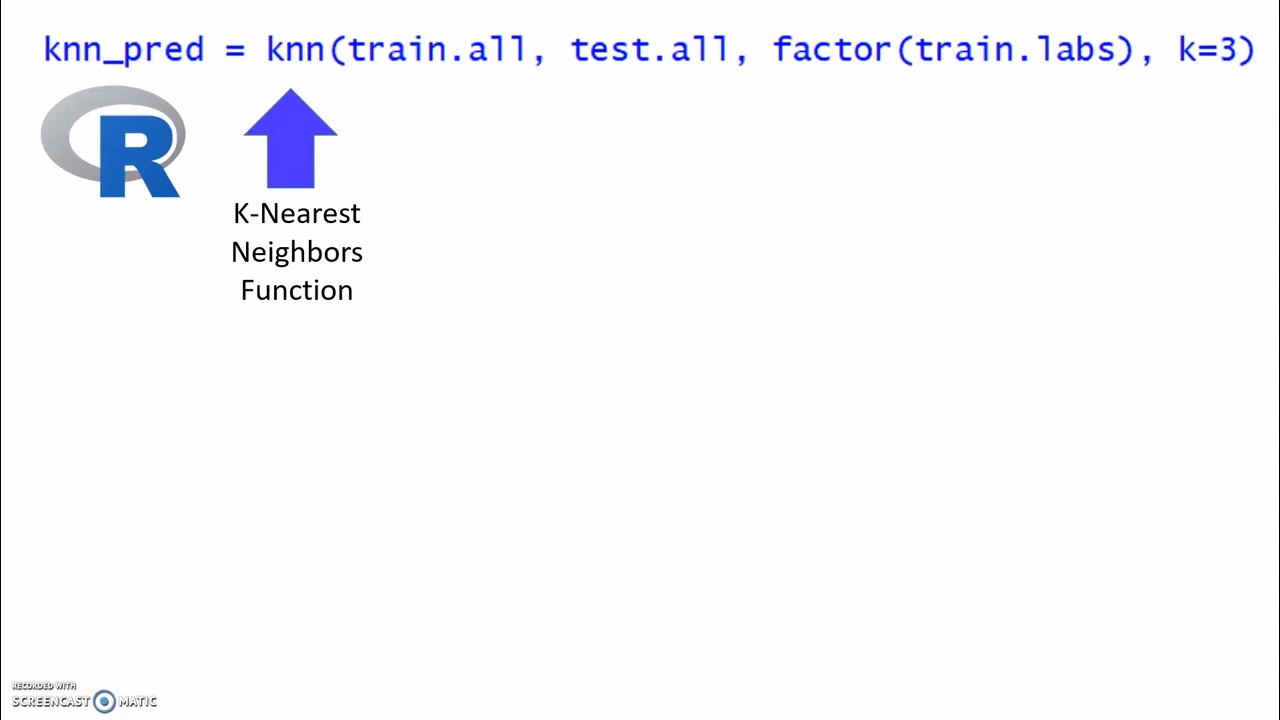 knn_pred = knn(train.all, test.all, factor(train.labs), k=3)
R
K-Nearest
Neighbors
Function
RECORDED WITH
SCREENCAST MATIC